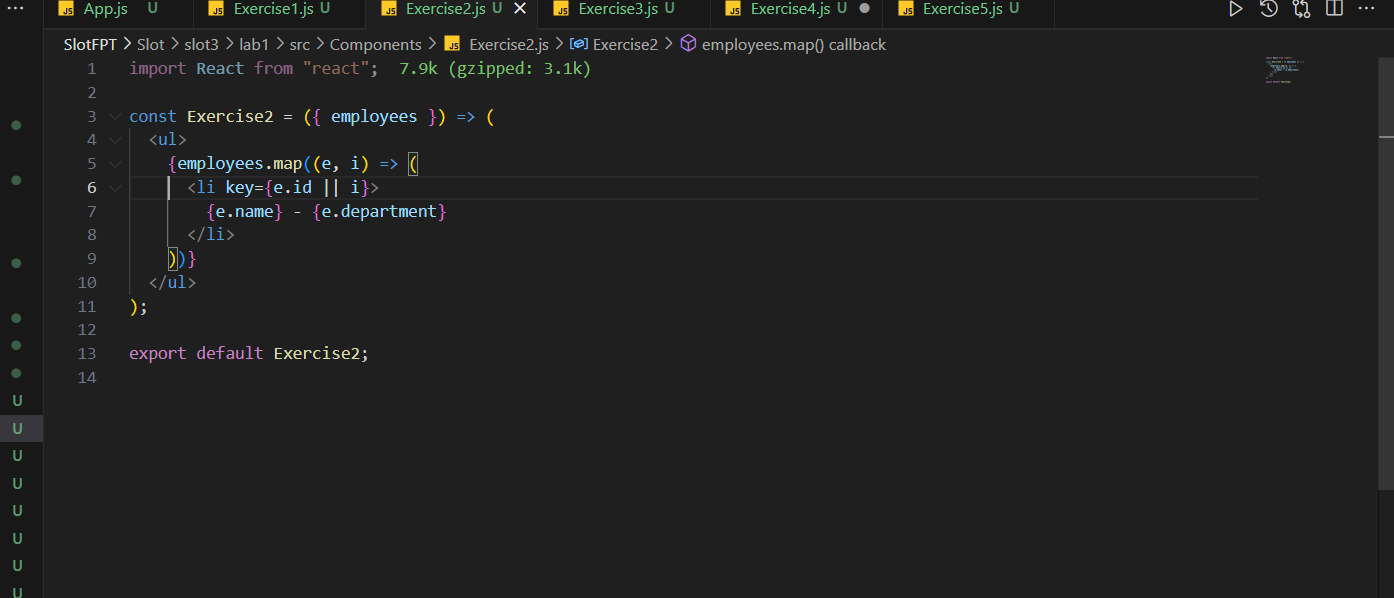 ... App.js U Exercise1.js U Exercise2.js U × Exercise3.js U Exercise4.js U ● Exercise5.js U ...
SlotFPT > Slot > slot3 > lab1 > src > Components > JS Exercise2.js > Exercise2 > employees.map() callback
1 import React from "react"; 7.9k (gzipped: 3.1k)
2
3 const Exercise2 = ({ employees }) => (
4 <ul>
5 {employees.map((e, i) => (
6 <li key={e.id || i}>
7 {e.name} - {e.department}
8 </li>
9 ))}
10 </ul>
11 );
12
13 export default Exercise2;
14
U
U
U
U
U
U
U
U